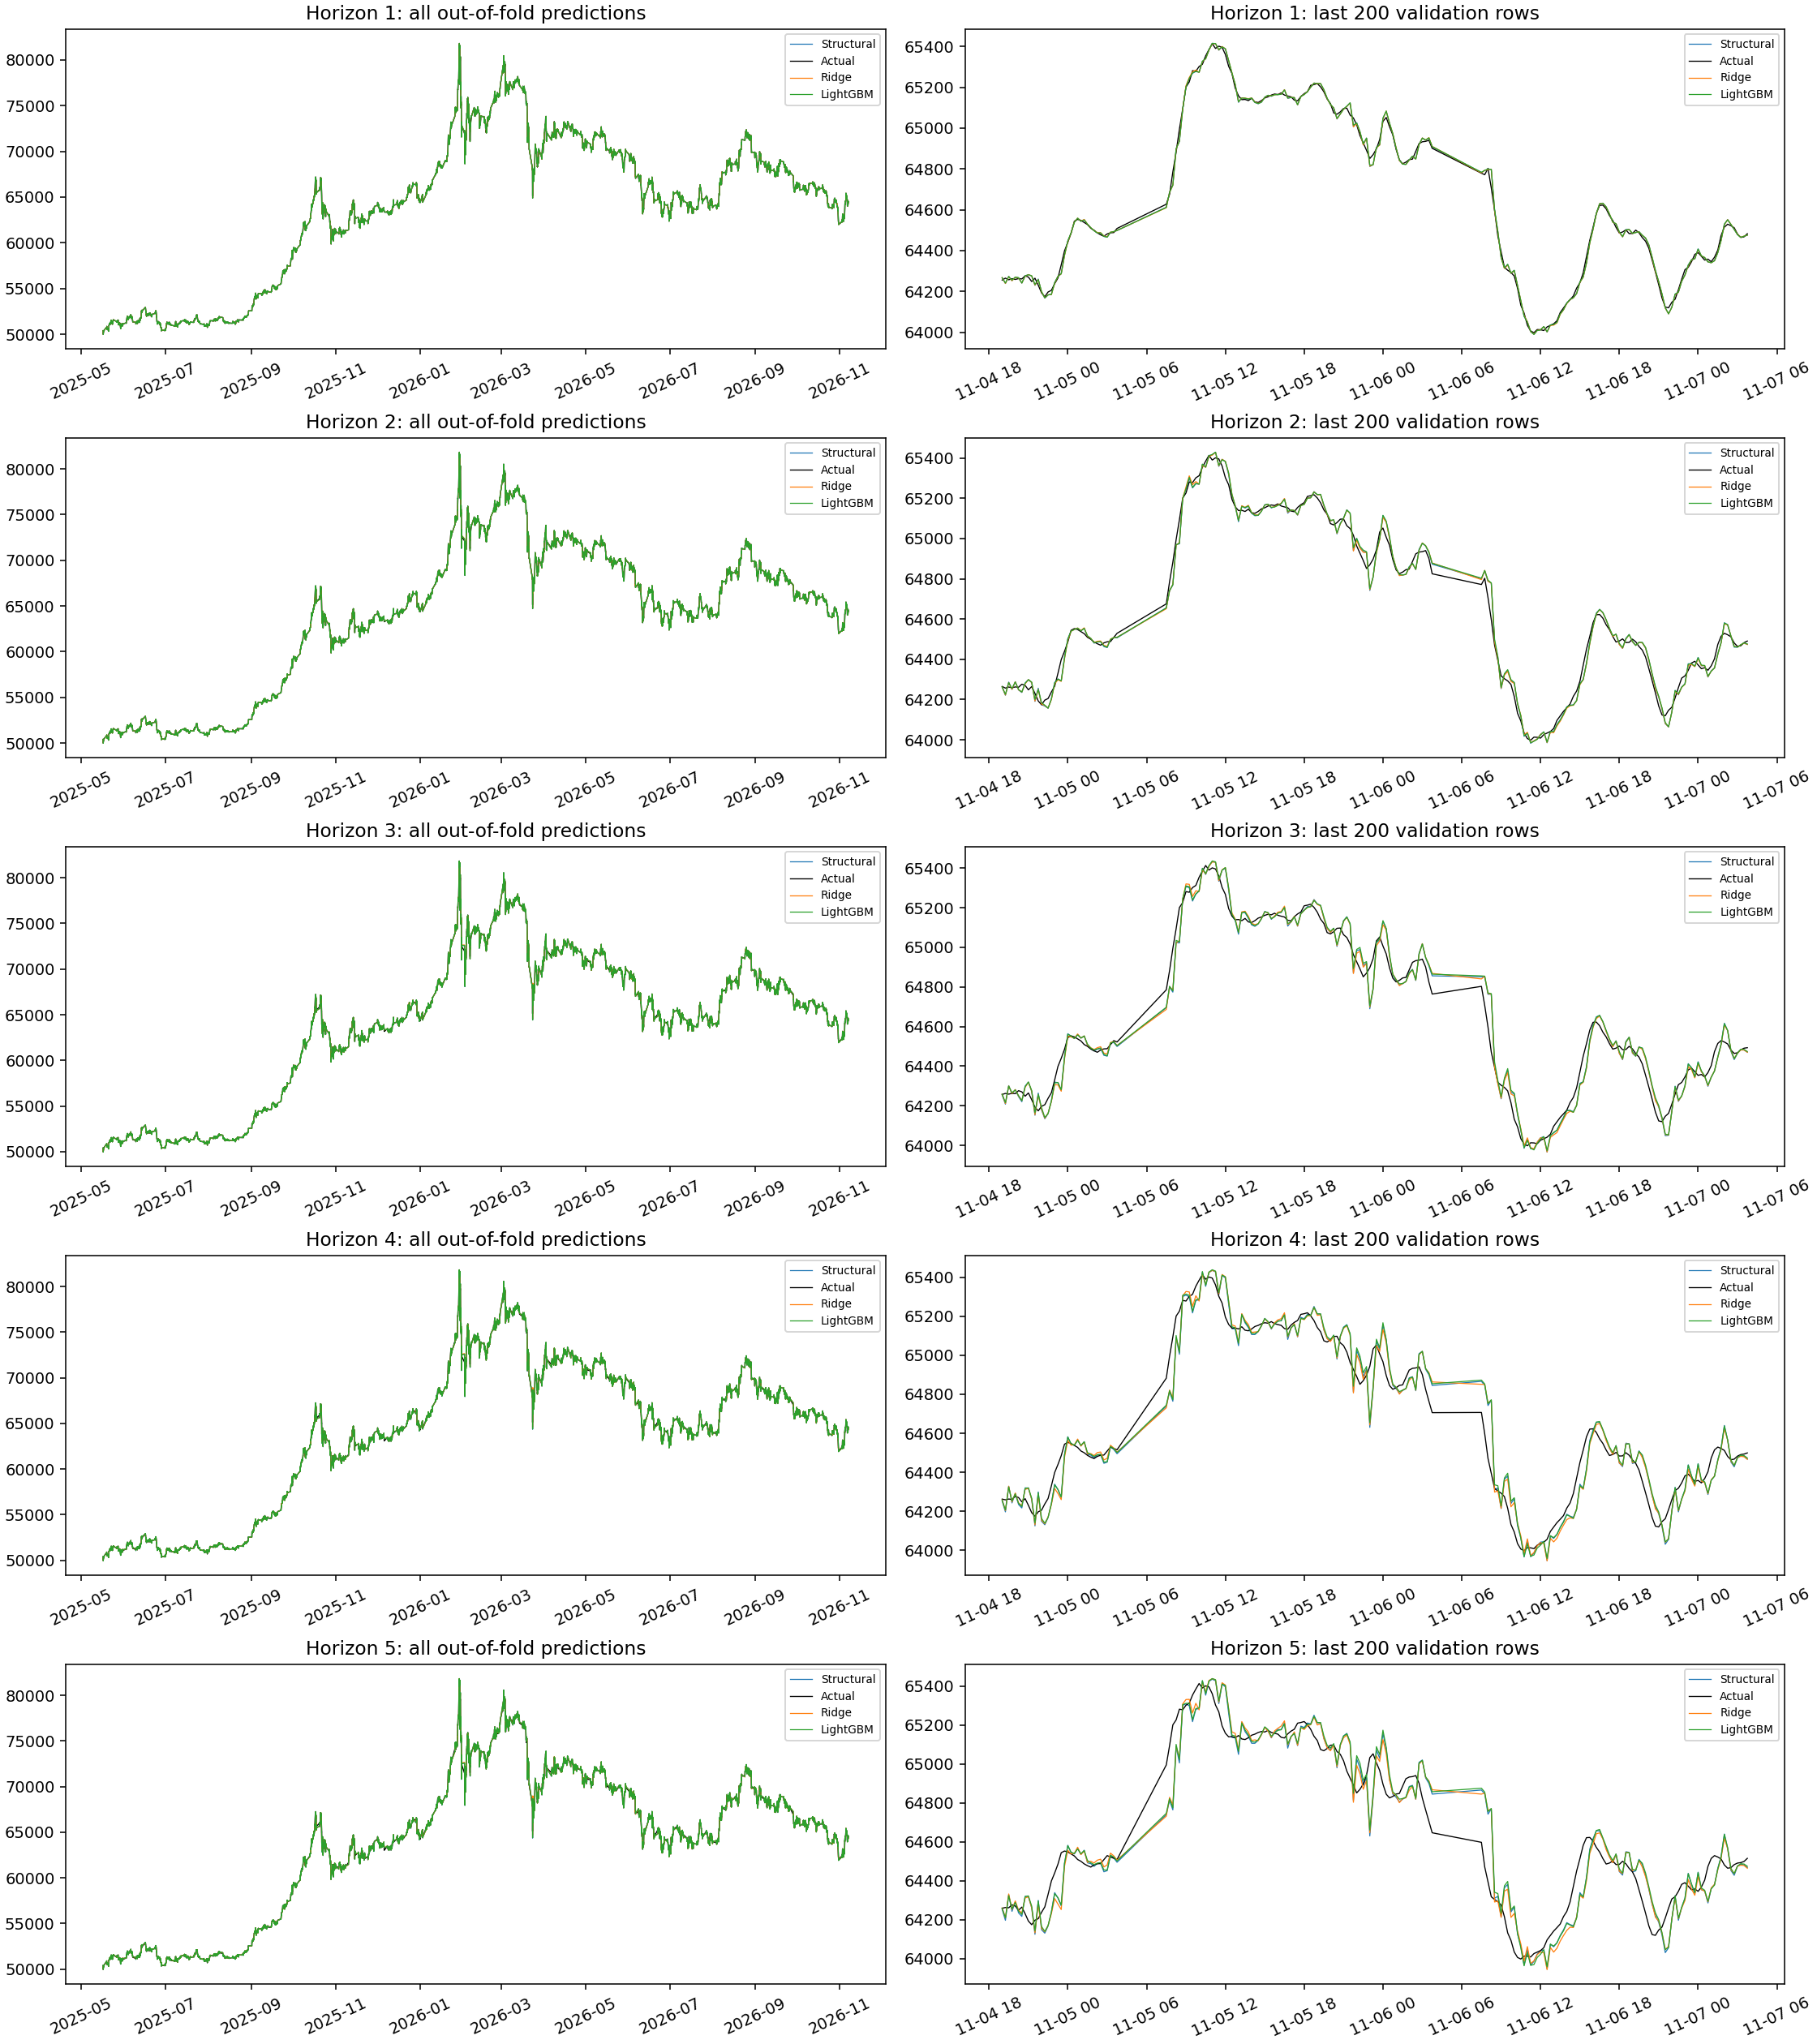 Horizon 1: all out-of-fold predictions
80000
75000
70000
65000
60000
55000
50000
Structural
Actual
Ridge
LightGBM
2025-05 2025-07 2025-09 2025-11 2026-01 2026-03 2026-05 2026-07 2026-09 2026-11
Horizon 1: last 200 validation rows
65400
65200
65000
64800
64600
64400
64200
64000
Structural
Actual
Ridge
LightGBM
11-04 18 11-05 00 11-05 06 11-05 12 11-05 18 11-06 00 11-06 06 11-06 12 11-06 18 11-07 00 11-07 06
Horizon 2: all out-of-fold predictions
80000
75000
70000
65000
60000
55000
50000
Structural
Actual
Ridge
LightGBM
2025-05 2025-07 2025-09 2025-11 2026-01 2026-03 2026-05 2026-07 2026-09 2026-11
Horizon 2: last 200 validation rows
65400
65200
65000
64800
64600
64400
64200
64000
Structural
Actual
Ridge
LightGBM
11-04 18 11-05 00 11-05 06 11-05 12 11-05 18 11-06 00 11-06 06 11-06 12 11-06 18 11-07 00 11-07 06
Horizon 3: all out-of-fold predictions
80000
75000
70000
65000
60000
55000
50000
Structural
Actual
Ridge
LightGBM
2025-05 2025-07 2025-09 2025-11 2026-01 2026-03 2026-05 2026-07 2026-09 2026-11
Horizon 3: last 200 validation rows
65400
65200
65000
64800
64600
64400
64200
64000
Structural
Actual
Ridge
LightGBM
11-04 18 11-05 00 11-05 06 11-05 12 11-05 18 11-06 00 11-06 06 11-06 12 11-06 18 11-07 00 11-07 06
Horizon 4: all out-of-fold predictions
80000
75000
70000
65000
60000
55000
50000
Structural
Actual
Ridge
LightGBM
2025-05 2025-07 2025-09 2025-11 2026-01 2026-03 2026-05 2026-07 2026-09 2026-11
Horizon 4: last 200 validation rows
65400
65200
65000
64800
64600
64400
64200
64000
Structural
Actual
Ridge
LightGBM
11-04 18 11-05 00 11-05 06 11-05 12 11-05 18 11-06 00 11-06 06 11-06 12 11-06 18 11-07 00 11-07 06
Horizon 5: all out-of-fold predictions
80000
75000
70000
65000
60000
55000
50000
Structural
Actual
Ridge
LightGBM
2025-05 2025-07 2025-09 2025-11 2026-01 2026-03 2026-05 2026-07 2026-09 2026-11
Horizon 5: last 200 validation rows
65400
65200
65000
64800
64600
64400
64200
64000
Structural
Actual
Ridge
LightGBM
11-04 18 11-05 00 11-05 06 11-05 12 11-05 18 11-06 00 11-06 06 11-06 12 11-06 18 11-07 00 11-07 06